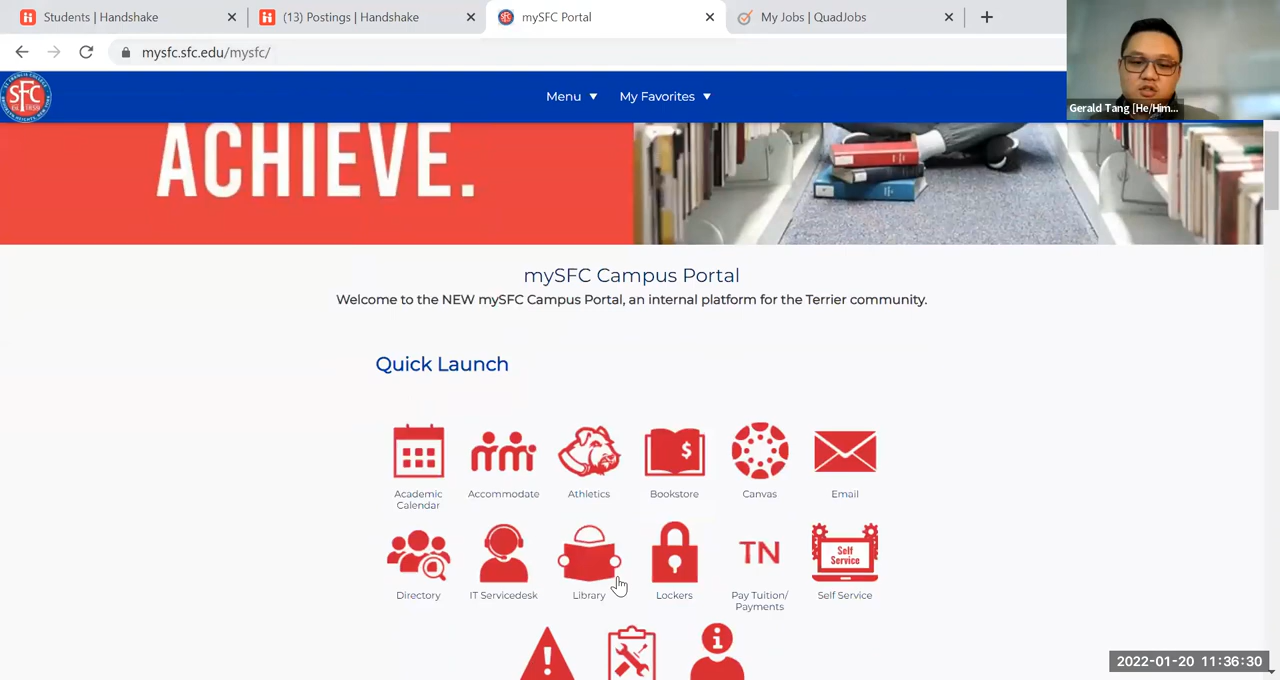 Students | Handshake
(13) Postings | Handshake
mySFC Portal
My Jobs | QuadJobs
mysfc.sfc.edu/mysfc/
SFC
Menu
My Favorites
Gerald Tang [He/Him...
ACHIEVE.
mySFC Campus Portal
Welcome to the NEW mySFC Campus Portal, an internal platform for the Terrier community.
Quick Launch
Academic
Calendar
Accommodate
Athletics
Bookstore
Canvas
Email
TN
Self
Service
Directory
IT Servicedesk
Library
Lockers
Pay Tuition/
Payments
Self Service
2022-01-20 11:36:30